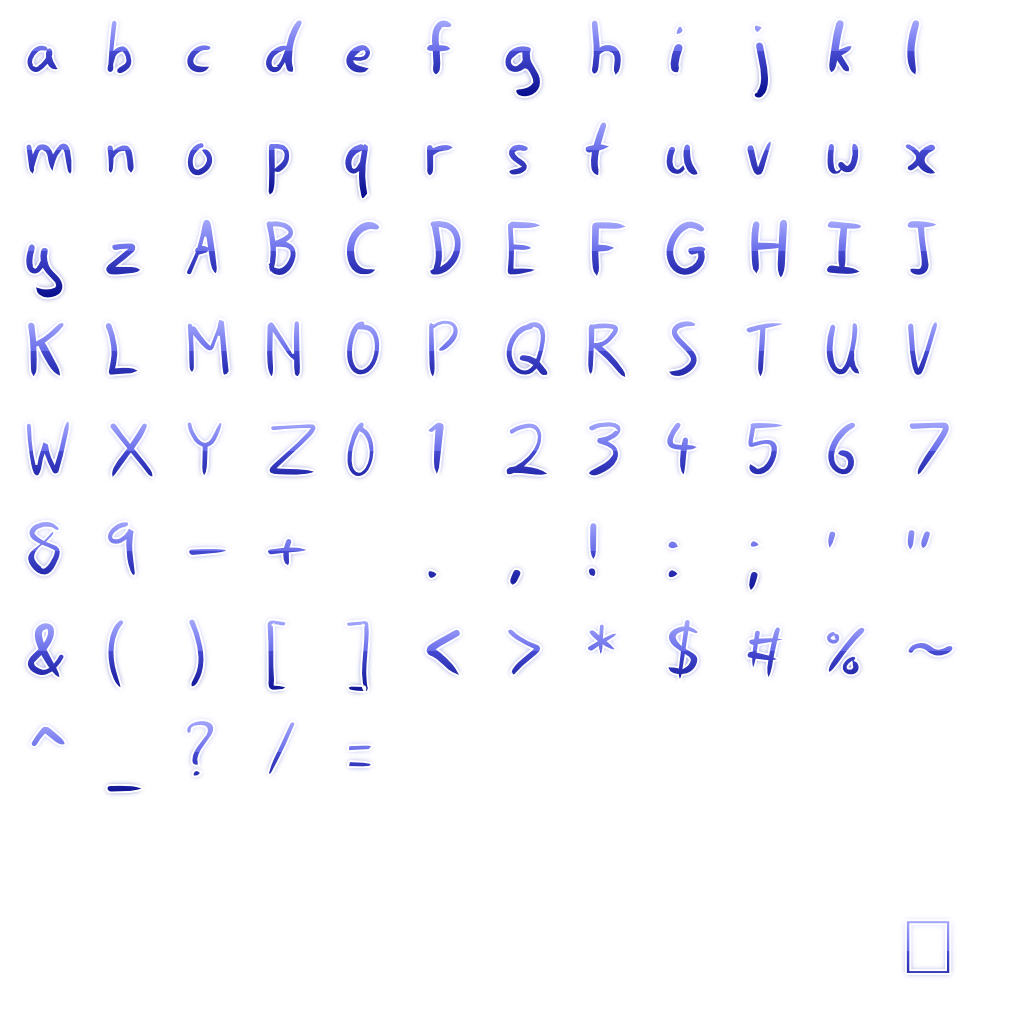 a b c d e f g h i j k l
m n o p q r s t u v w x
y z A B C D E F G H I J
K L M N O P Q R S T U V
W X Y Z 0 1 2 3 4 5 6 7
8 9 - + . , ! : ; ' "
& ( ) [ ] < > * $ # % ~
^ _ ? / =